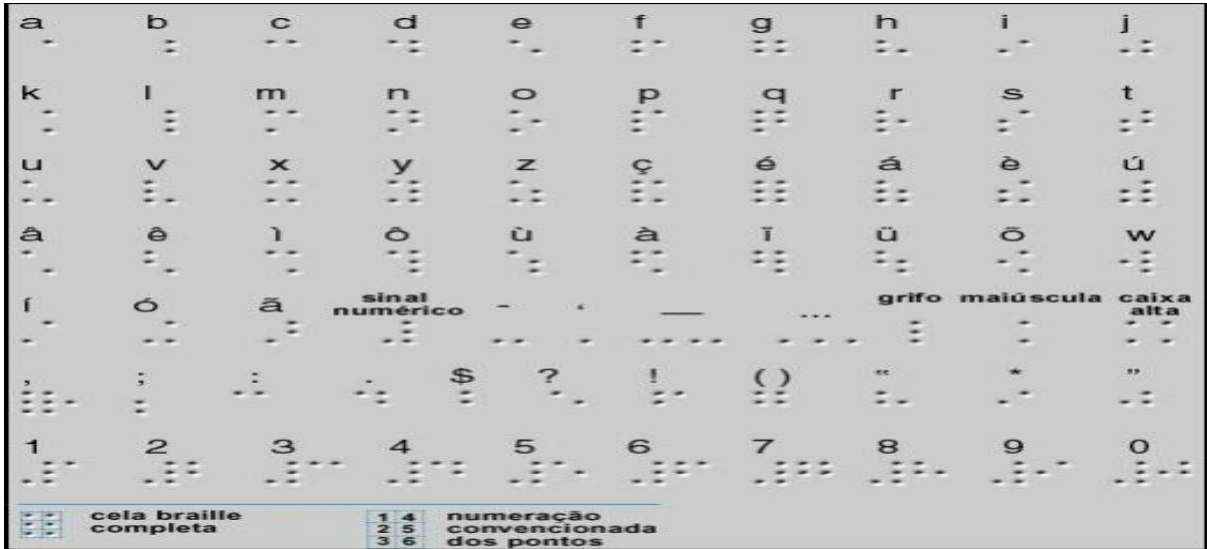 a b c d e f g h i j
k l m n o p q r s t
u v x y z ç é á è ú
â ê ì ô ù à ï ü õ w
í ó ã sinal numérico - ‘ __ ... grifo maiúscula caixa alta
, ; : . $ ? ! ( ) “ * ”
1 2 3 4 5 6 7 8 9 0
cela braille completa
1 4 numeração
2 5 convencionada
3 6 dos pontos